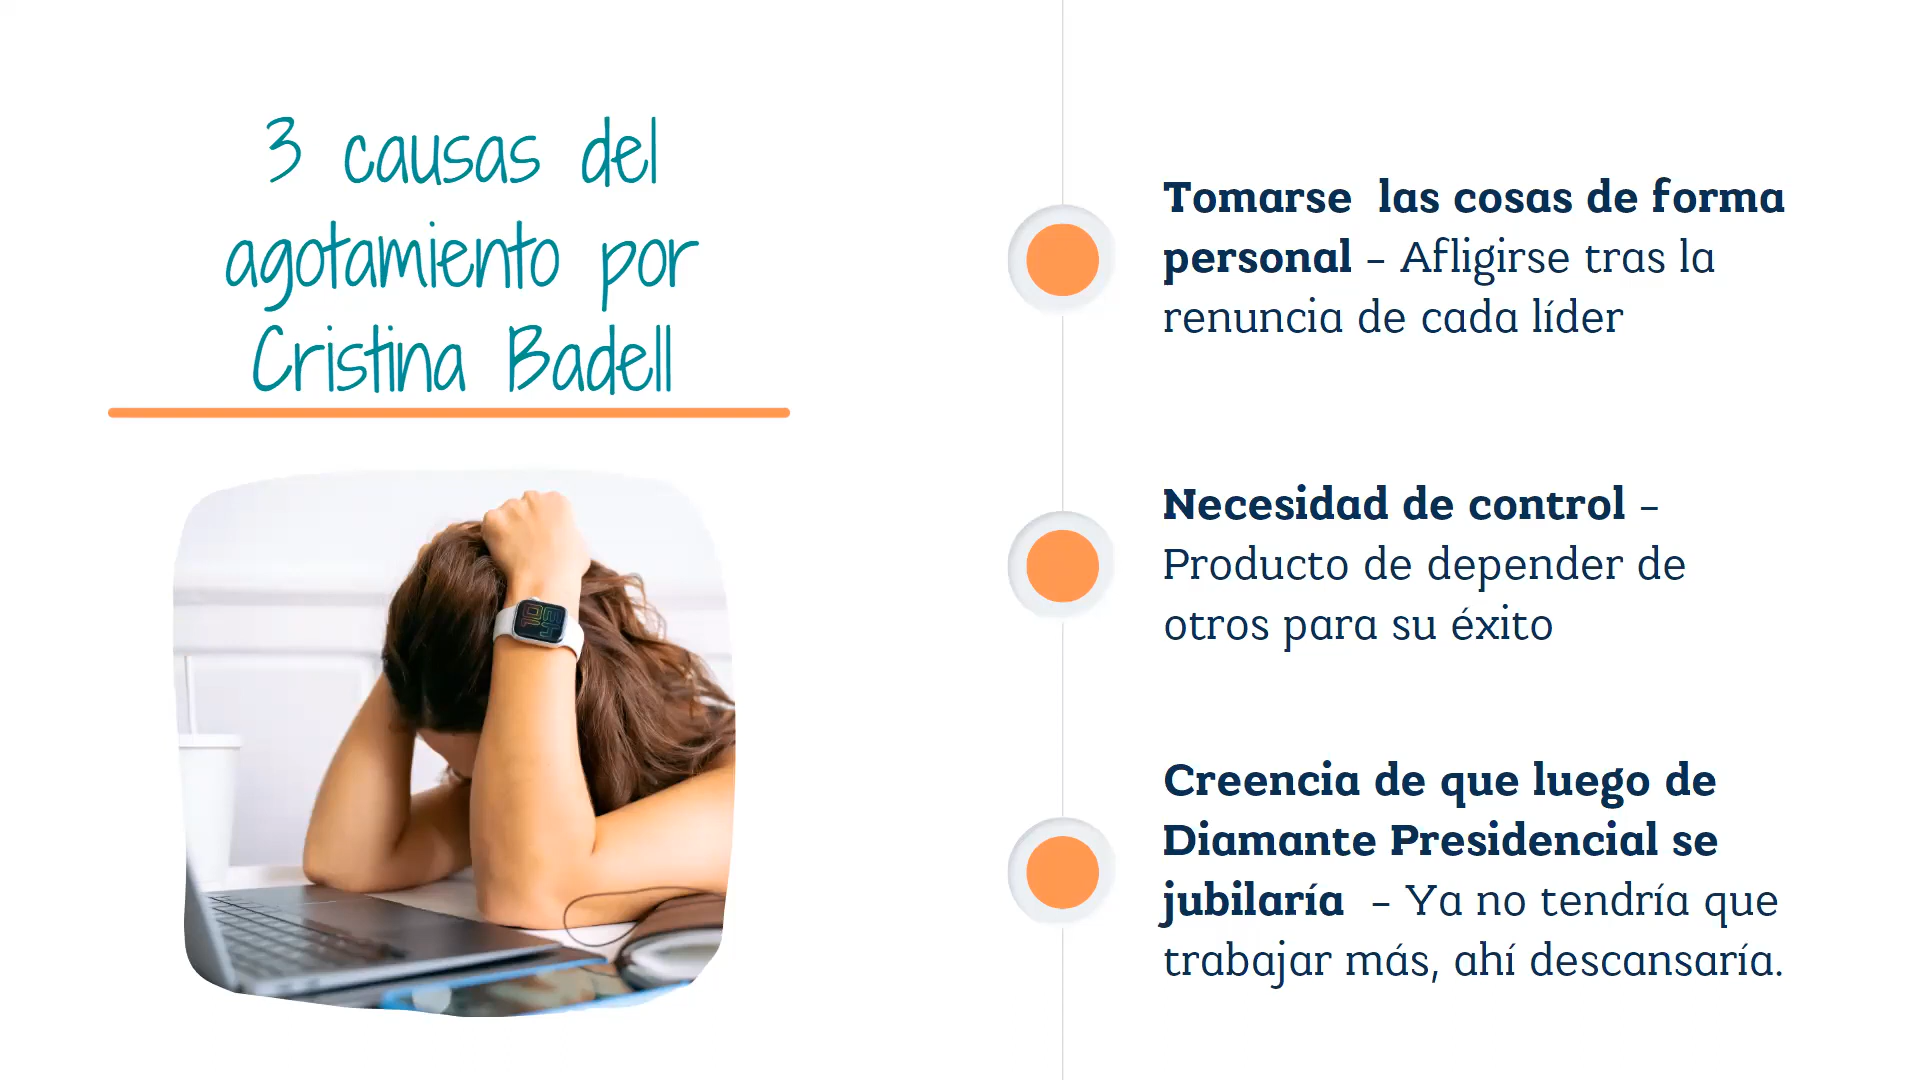 3 causas del
agotamiento por
Cristina Badell
Tomarse las cosas de forma
personal – Afligirse tras la
renuncia de cada líder
Necesidad de control –
Producto de depender de
otros para su éxito
Creencia de que luego de
Diamante Presidencial se
jubilaría – Ya no tendría que
trabajar más, ahí descansaría.